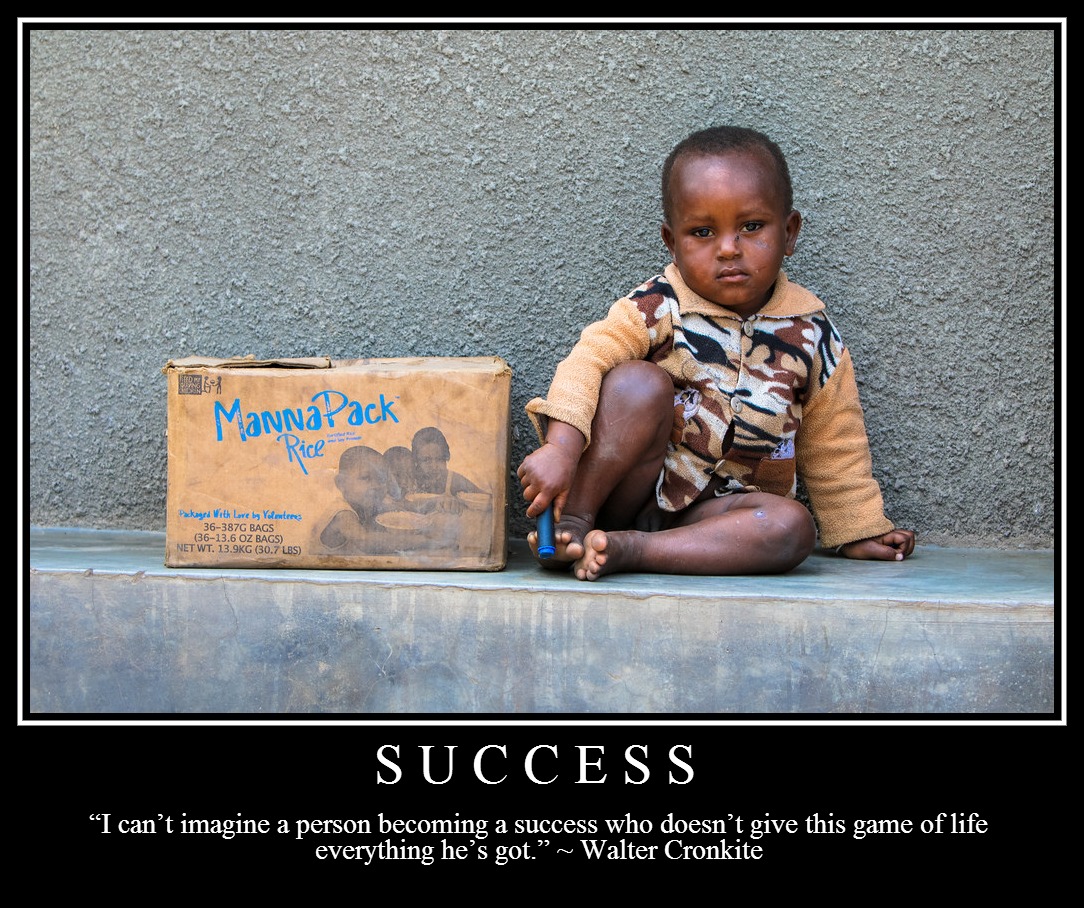 MannaPack
Rice
Packaged With Love by Volunteers
36–387G BAGS
(36–13.6 OZ BAGS)
NET WT. 13.9KG (30.7 LBS)
SUCCESS
“I can’t imagine a person becoming a success who doesn’t give this game of life
everything he’s got.” ~ Walter Cronkite